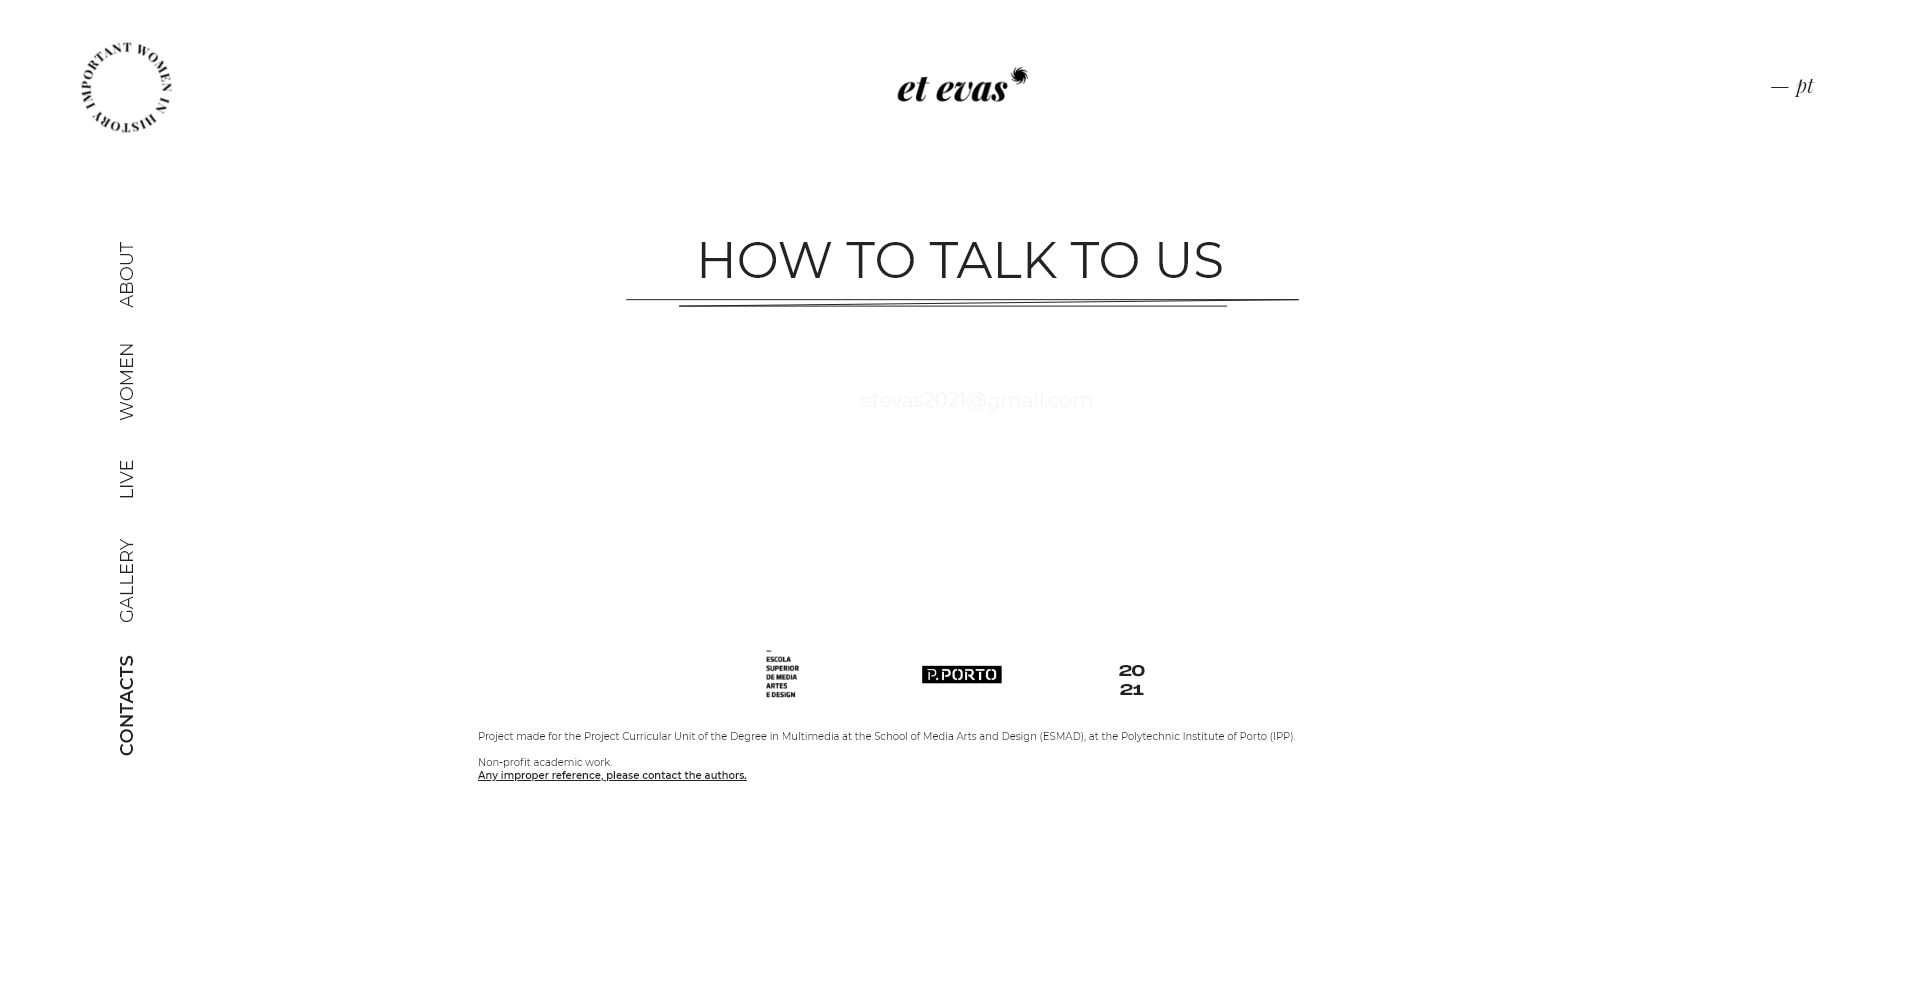 IMPORTANT WOMEN IN HISTORY
et evas
— pt
ABOUT
WOMEN
LIVE
GALLERY
CONTACTS
HOW TO TALK TO US
etevas2021@gmail.com
ESCOLA
SUPERIOR
DE MEDIA
ARTES
E DESIGN
P.PORTO
20
21
Project made for the Project Curricular Unit of the Degree in Multimedia at the School of Media Arts and Design (ESMAD), at the Polytechnic Institute of Porto (IPP).
Non-profit academic work.
Any improper reference, please contact the authors.